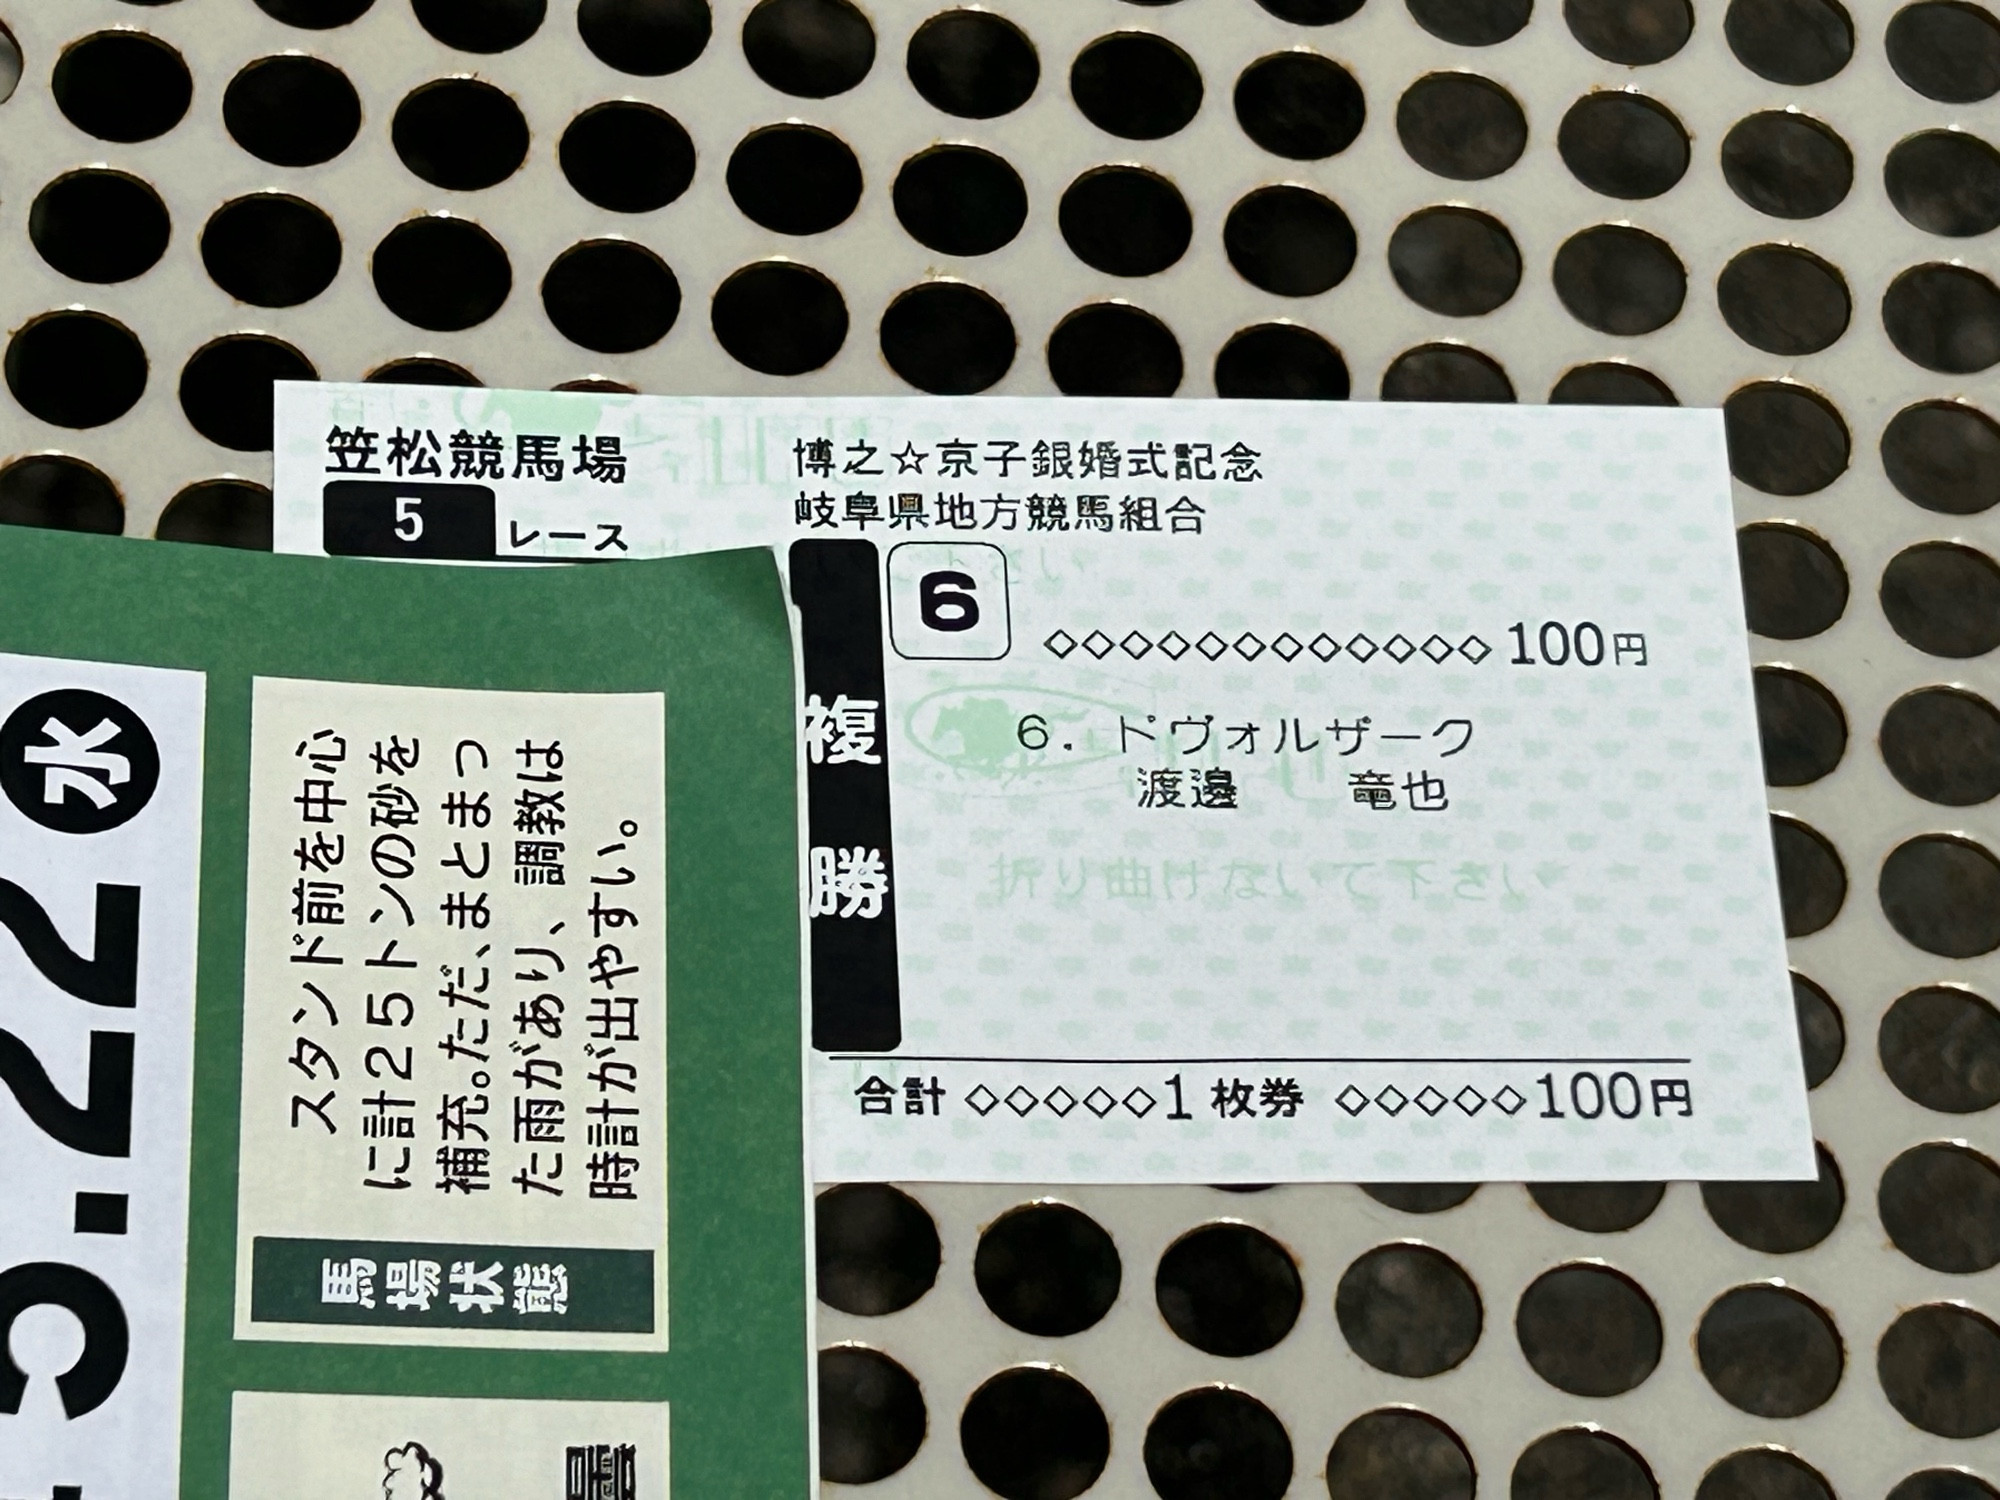 笠松競馬場
5
レース
博之☆京子銀婚式記念
岐阜県地方競馬組合
複勝
6
◇◇◇◇◇◇◇◇◇◇◇◇100円
6. ドヴォルザーク
渡邊 竜也
折り曲げないで下さい
合計 ◇◇◇◇◇1 枚券 ◇◇◇◇◇100円
水
馬場状態
スタンド前を中心
に計25トンの砂を
補充。ただ、まとまっ
た雨があり、調教は
時計が出やすい。